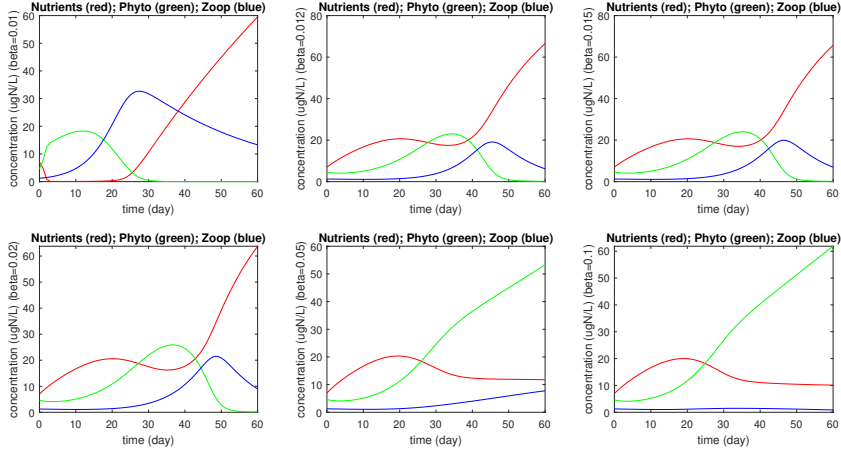 Nutrients (red); Phyto (green); Zoop (blue)
concentration (ugN/L) (beta=0.01)
60
50
40
30
20
10
0
0 10 20 30 40 50 60
time (day)
Nutrients (red); Phyto (green); Zoop (blue)
concentration (ugN/L) (beta=0.012)
80
60
40
20
0
0 10 20 30 40 50 60
time (day)
Nutrients (red); Phyto (green); Zoop (blue)
concentration (ugN/L) (beta=0.015)
80
60
40
20
0
0 10 20 30 40 50 60
time (day)
Nutrients (red); Phyto (green); Zoop (blue)
concentration (ugN/L) (beta=0.02)
60
50
40
30
20
10
0
0 10 20 30 40 50 60
time (day)
Nutrients (red); Phyto (green); Zoop (blue)
concentration (ugN/L) (beta=0.05)
60
50
40
30
20
10
0
0 10 20 30 40 50 60
time (day)
Nutrients (red); Phyto (green); Zoop (blue)
concentration (ugN/L) (beta=0.1)
60
50
40
30
20
10
0
0 10 20 30 40 50 60
time (day)